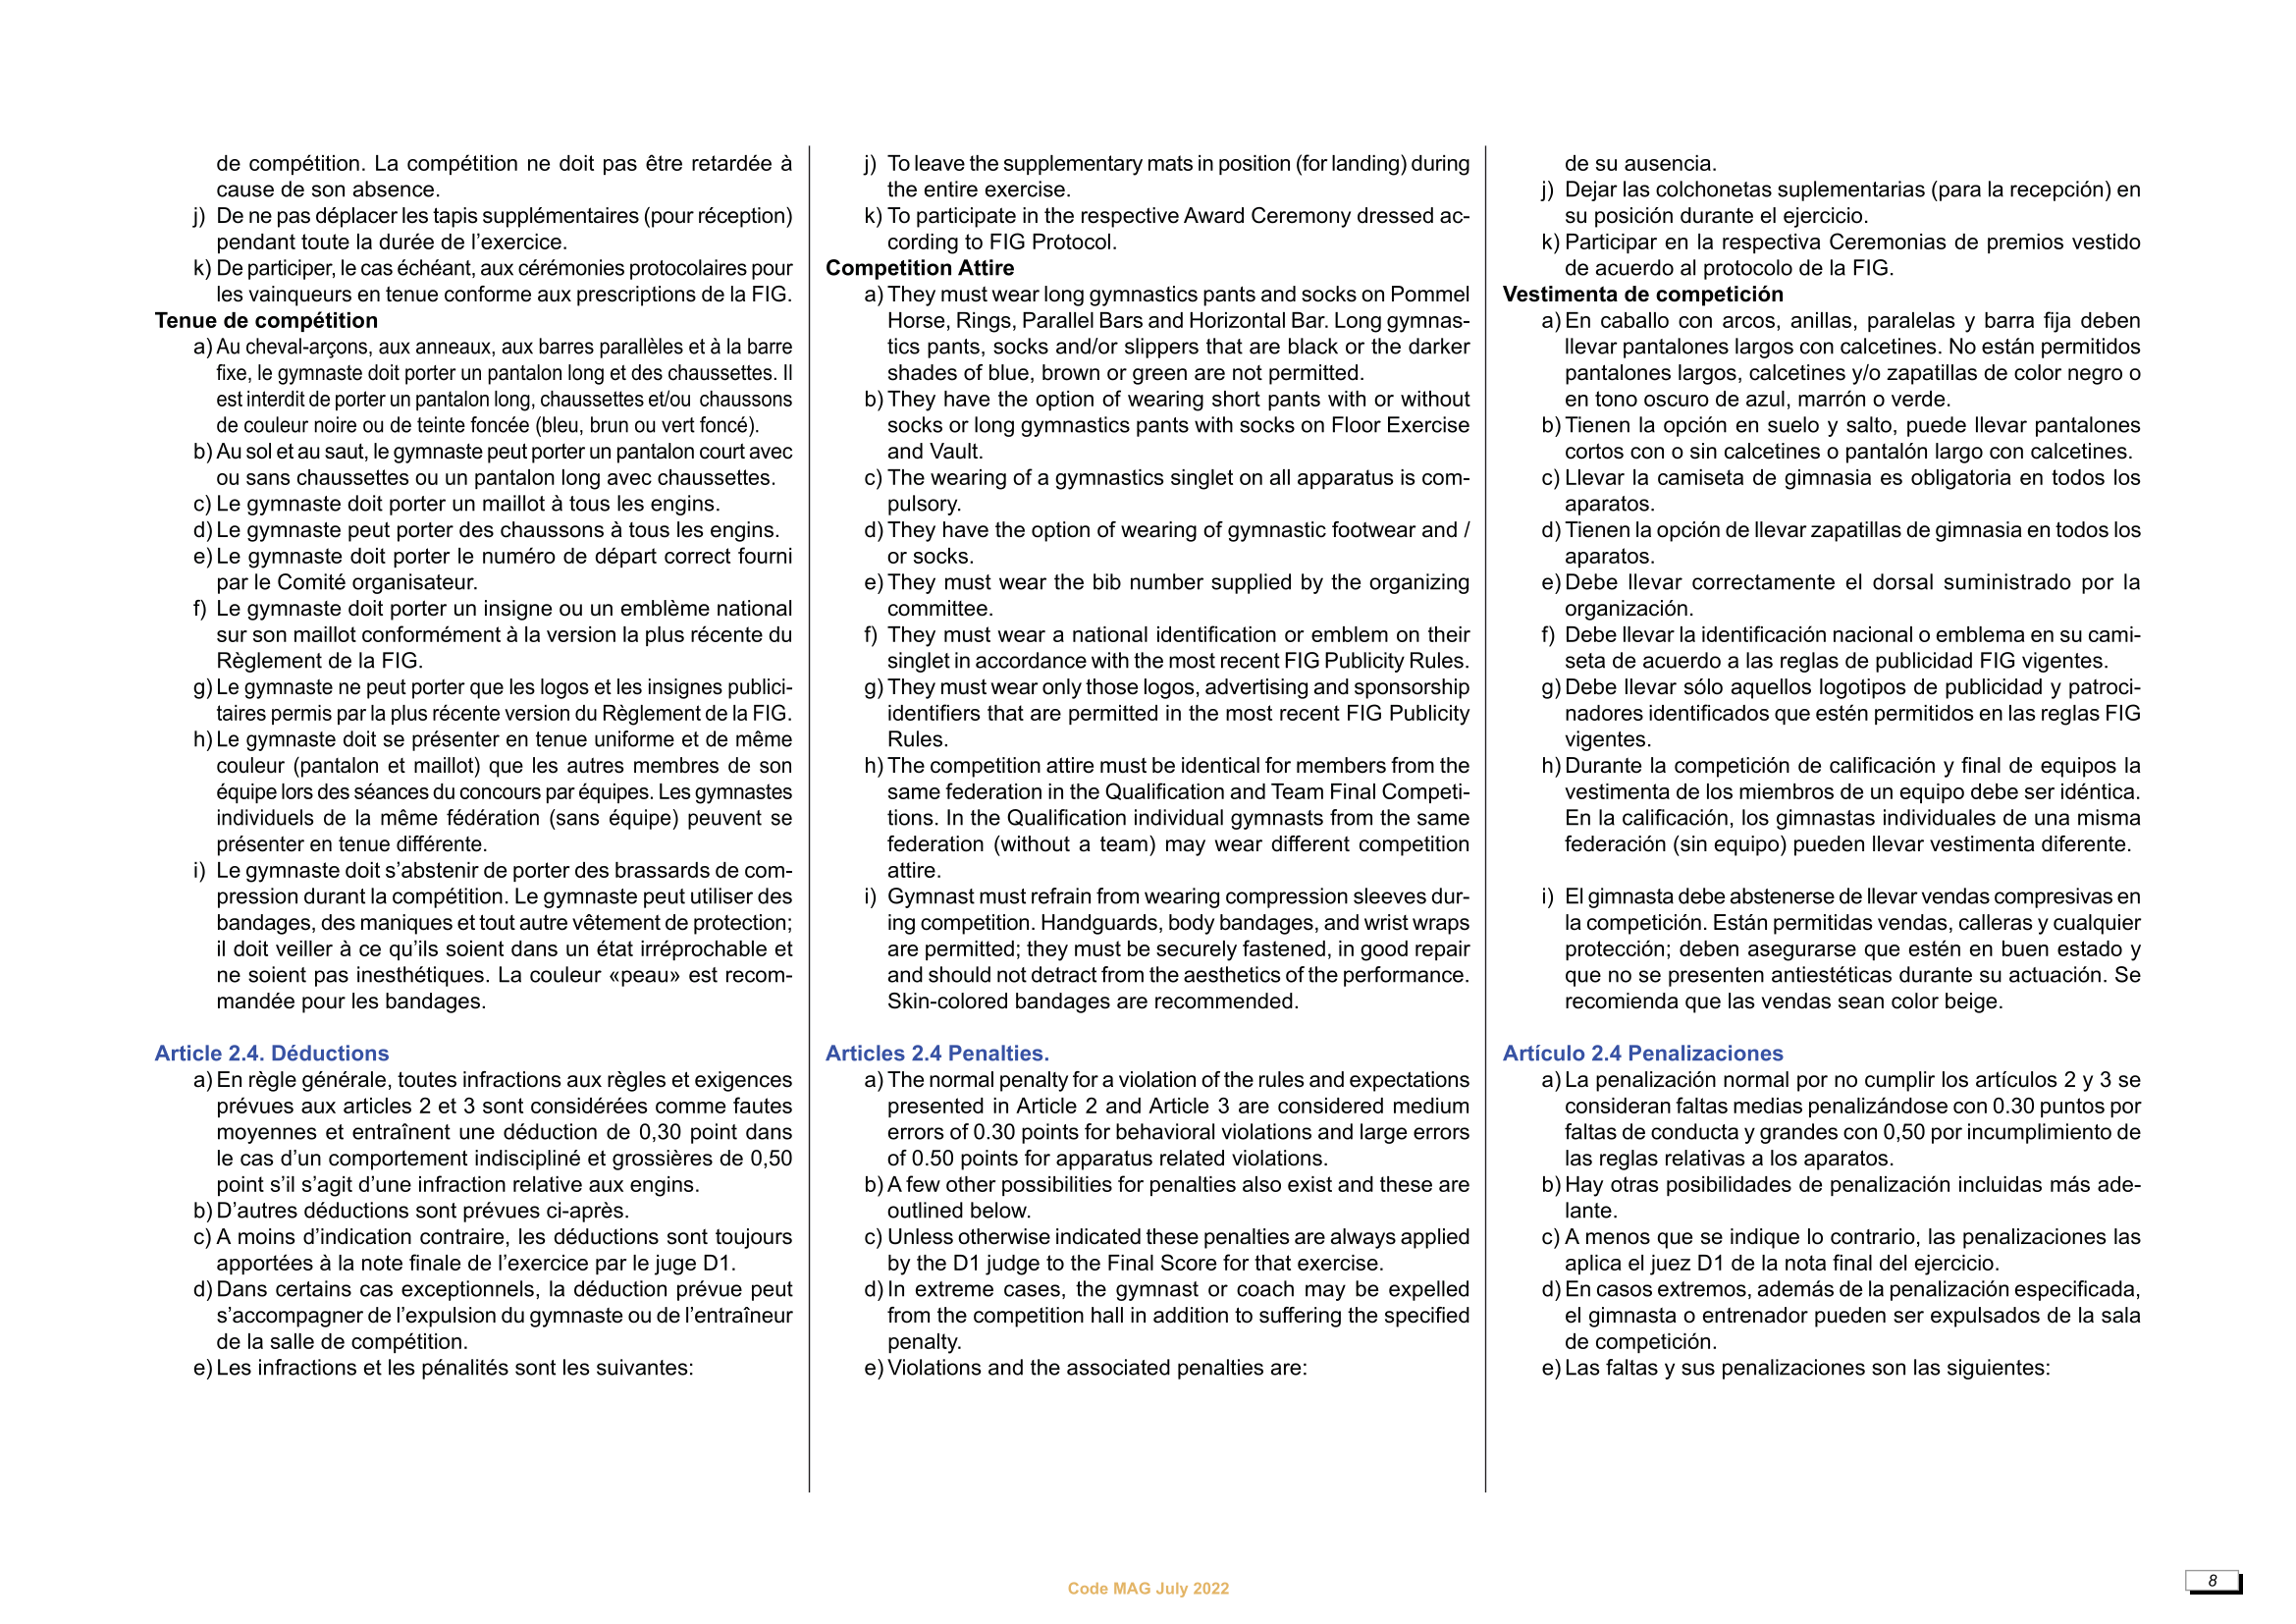 de compétition. La compétition ne doit pas être retardée à
cause de son absence.
j) De ne pas déplacer les tapis supplémentaires (pour réception)
pendant toute la durée de l’exercice.
k) De participer, le cas échéant, aux cérémonies protocolaires pour
les vainqueurs en tenue conforme aux prescriptions de la FIG.
Tenue de compétition
a) Au cheval-arçons, aux anneaux, aux barres parallèles et à la barre
fixe, le gymnaste doit porter un pantalon long et des chaussettes. Il
est interdit de porter un pantalon long, chaussettes et/ou chaussons
de couleur noire ou de teinte foncée (bleu, brun ou vert foncé).
b) Au sol et au saut, le gymnaste peut porter un pantalon court avec
ou sans chaussettes ou un pantalon long avec chaussettes.
c) Le gymnaste doit porter un maillot à tous les engins.
d) Le gymnaste peut porter des chaussons à tous les engins.
e) Le gymnaste doit porter le numéro de départ correct fourni
par le Comité organisateur.
f) Le gymnaste doit porter un insigne ou un emblème national
sur son maillot conformément à la version la plus récente du
Règlement de la FIG.
g) Le gymnaste ne peut porter que les logos et les insignes publici-
taires permis par la plus récente version du Règlement de la FIG.
h) Le gymnaste doit se présenter en tenue uniforme et de même
couleur (pantalon et maillot) que les autres membres de son
équipe lors des séances du concours par équipes. Les gymnastes
individuels de la même fédération (sans équipe) peuvent se
présenter en tenue différente.
i) Le gymnaste doit s’abstenir de porter des brassards de com-
pression durant la compétition. Le gymnaste peut utiliser des
bandages, des maniques et tout autre vêtement de protection;
il doit veiller à ce qu’ils soient dans un état irréprochable et
ne soient pas inesthétiques. La couleur «peau» est recom-
mandée pour les bandages.
Article 2.4. Déductions
a) En règle générale, toutes infractions aux règles et exigences
prévues aux articles 2 et 3 sont considérées comme fautes
moyennes et entraînent une déduction de 0,30 point dans
le cas d’un comportement indiscipliné et grossières de 0,50
point s’il s’agit d’une infraction relative aux engins.
b) D’autres déductions sont prévues ci-après.
c) A moins d’indication contraire, les déductions sont toujours
apportées à la note finale de l’exercice par le juge D1.
d) Dans certains cas exceptionnels, la déduction prévue peut
s’accompagner de l’expulsion du gymnaste ou de l’entraîneur
de la salle de compétition.
e) Les infractions et les pénalités sont les suivantes:
j) To leave the supplementary mats in position (for landing) during
the entire exercise.
k) To participate in the respective Award Ceremony dressed ac-
cording to FIG Protocol.
Competition Attire
a) They must wear long gymnastics pants and socks on Pommel
Horse, Rings, Parallel Bars and Horizontal Bar. Long gymnas-
tics pants, socks and/or slippers that are black or the darker
shades of blue, brown or green are not permitted.
b) They have the option of wearing short pants with or without
socks or long gymnastics pants with socks on Floor Exercise
and Vault.
c) The wearing of a gymnastics singlet on all apparatus is com-
pulsory.
d) They have the option of wearing of gymnastic footwear and /
or socks.
e) They must wear the bib number supplied by the organizing
committee.
f) They must wear a national identification or emblem on their
singlet in accordance with the most recent FIG Publicity Rules.
g) They must wear only those logos, advertising and sponsorship
identifiers that are permitted in the most recent FIG Publicity
Rules.
h) The competition attire must be identical for members from the
same federation in the Qualification and Team Final Competi-
tions. In the Qualification individual gymnasts from the same
federation (without a team) may wear different competition
attire.
i) Gymnast must refrain from wearing compression sleeves dur-
ing competition. Handguards, body bandages, and wrist wraps
are permitted; they must be securely fastened, in good repair
and should not detract from the aesthetics of the performance.
Skin-colored bandages are recommended.
Articles 2.4 Penalties.
a) The normal penalty for a violation of the rules and expectations
presented in Article 2 and Article 3 are considered medium
errors of 0.30 points for behavioral violations and large errors
of 0.50 points for apparatus related violations.
b) A few other possibilities for penalties also exist and these are
outlined below.
c) Unless otherwise indicated these penalties are always applied
by the D1 judge to the Final Score for that exercise.
d) In extreme cases, the gymnast or coach may be expelled
from the competition hall in addition to suffering the specified
penalty.
e) Violations and the associated penalties are:
de su ausencia.
j) Dejar las colchonetas suplementarias (para la recepción) en
su posición durante el ejercicio.
k) Participar en la respectiva Ceremonias de premios vestido
de acuerdo al protocolo de la FIG.
Vestimenta de competición
a) En caballo con arcos, anillas, paralelas y barra fija deben
llevar pantalones largos con calcetines. No están permitidos
pantalones largos, calcetines y/o zapatillas de color negro o
en tono oscuro de azul, marrón o verde.
b) Tienen la opción en suelo y salto, puede llevar pantalones
cortos con o sin calcetines o pantalón largo con calcetines.
c) Llevar la camiseta de gimnasia es obligatoria en todos los
aparatos.
d) Tienen la opción de llevar zapatillas de gimnasia en todos los
aparatos.
e) Debe llevar correctamente el dorsal suministrado por la
organización.
f) Debe llevar la identificación nacional o emblema en su cami-
seta de acuerdo a las reglas de publicidad FIG vigentes.
g) Debe llevar sólo aquellos logotipos de publicidad y patroci-
nadores identificados que estén permitidos en las reglas FIG
vigentes.
h) Durante la competición de calificación y final de equipos la
vestimenta de los miembros de un equipo debe ser idéntica.
En la calificación, los gimnastas individuales de una misma
federación (sin equipo) pueden llevar vestimenta diferente.
i) El gimnasta debe abstenerse de llevar vendas compresivas en
la competición. Están permitidas vendas, calleras y cualquier
protección; deben asegurarse que estén en buen estado y
que no se presenten antiestéticas durante su actuación. Se
recomienda que las vendas sean color beige.
Artículo 2.4 Penalizaciones
a) La penalización normal por no cumplir los artículos 2 y 3 se
consideran faltas medias penalizándose con 0.30 puntos por
faltas de conducta y grandes con 0,50 por incumplimiento de
las reglas relativas a los aparatos.
b) Hay otras posibilidades de penalización incluidas más ade-
lante.
c) A menos que se indique lo contrario, las penalizaciones las
aplica el juez D1 de la nota final del ejercicio.
d) En casos extremos, además de la penalización especificada,
el gimnasta o entrenador pueden ser expulsados de la sala
de competición.
e) Las faltas y sus penalizaciones son las siguientes:
Code MAG July 2022
8